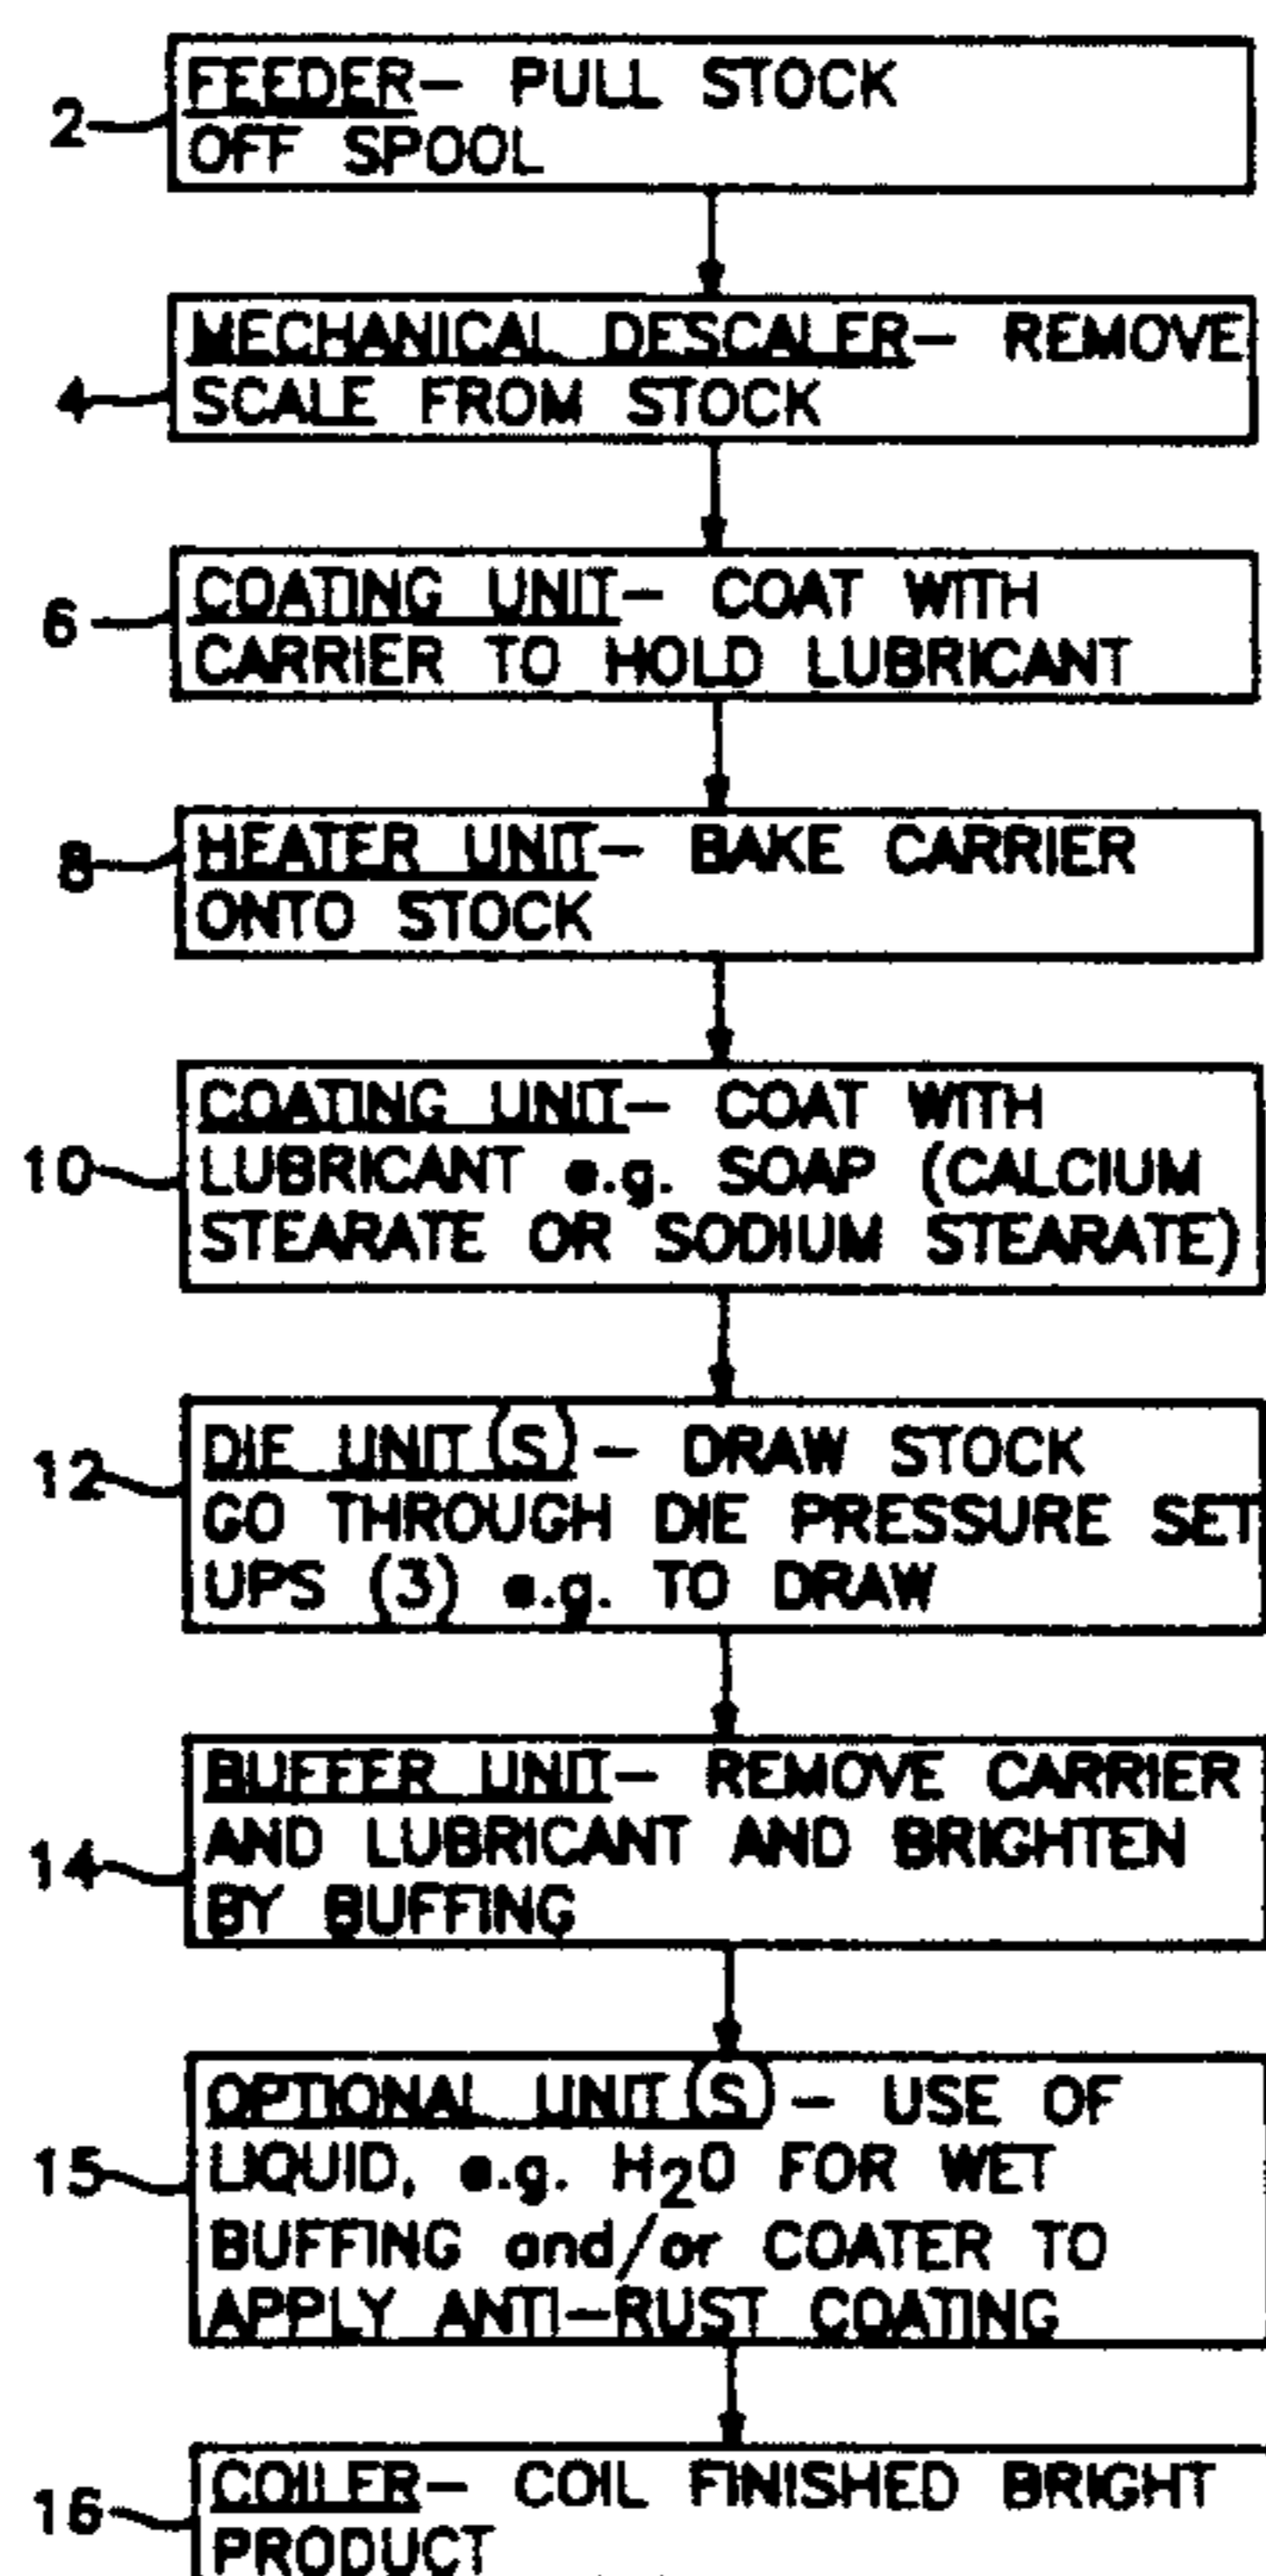 2
FEEDER— PULL STOCK
OFF SPOOL
4
MECHANICAL DESCALER— REMOVE
SCALE FROM STOCK
6
COATING UNIT— COAT WITH
CARRIER TO HOLD LUBRICANT
8
HEATER UNIT— BAKE CARRIER
ONTO STOCK
10
COATING UNIT— COAT WITH
LUBRICANT e.g. SOAP (CALCIUM
STEARATE OR SODIUM STEARATE)
12
DIE UNIT(S) — DRAW STOCK
GO THROUGH DIE PRESSURE SET
UPS (3) e.g. TO DRAW
14
BUFFER UNIT— REMOVE CARRIER
AND LUBRICANT AND BRIGHTEN
BY BUFFING
15
OPTIONAL UNIT(S) — USE OF
LIQUID, e.g. H₂O FOR WET
BUFFING and/or COATER TO
APPLY ANTI—RUST COATING
16
COILER— COIL FINISHED BRIGHT
PRODUCT